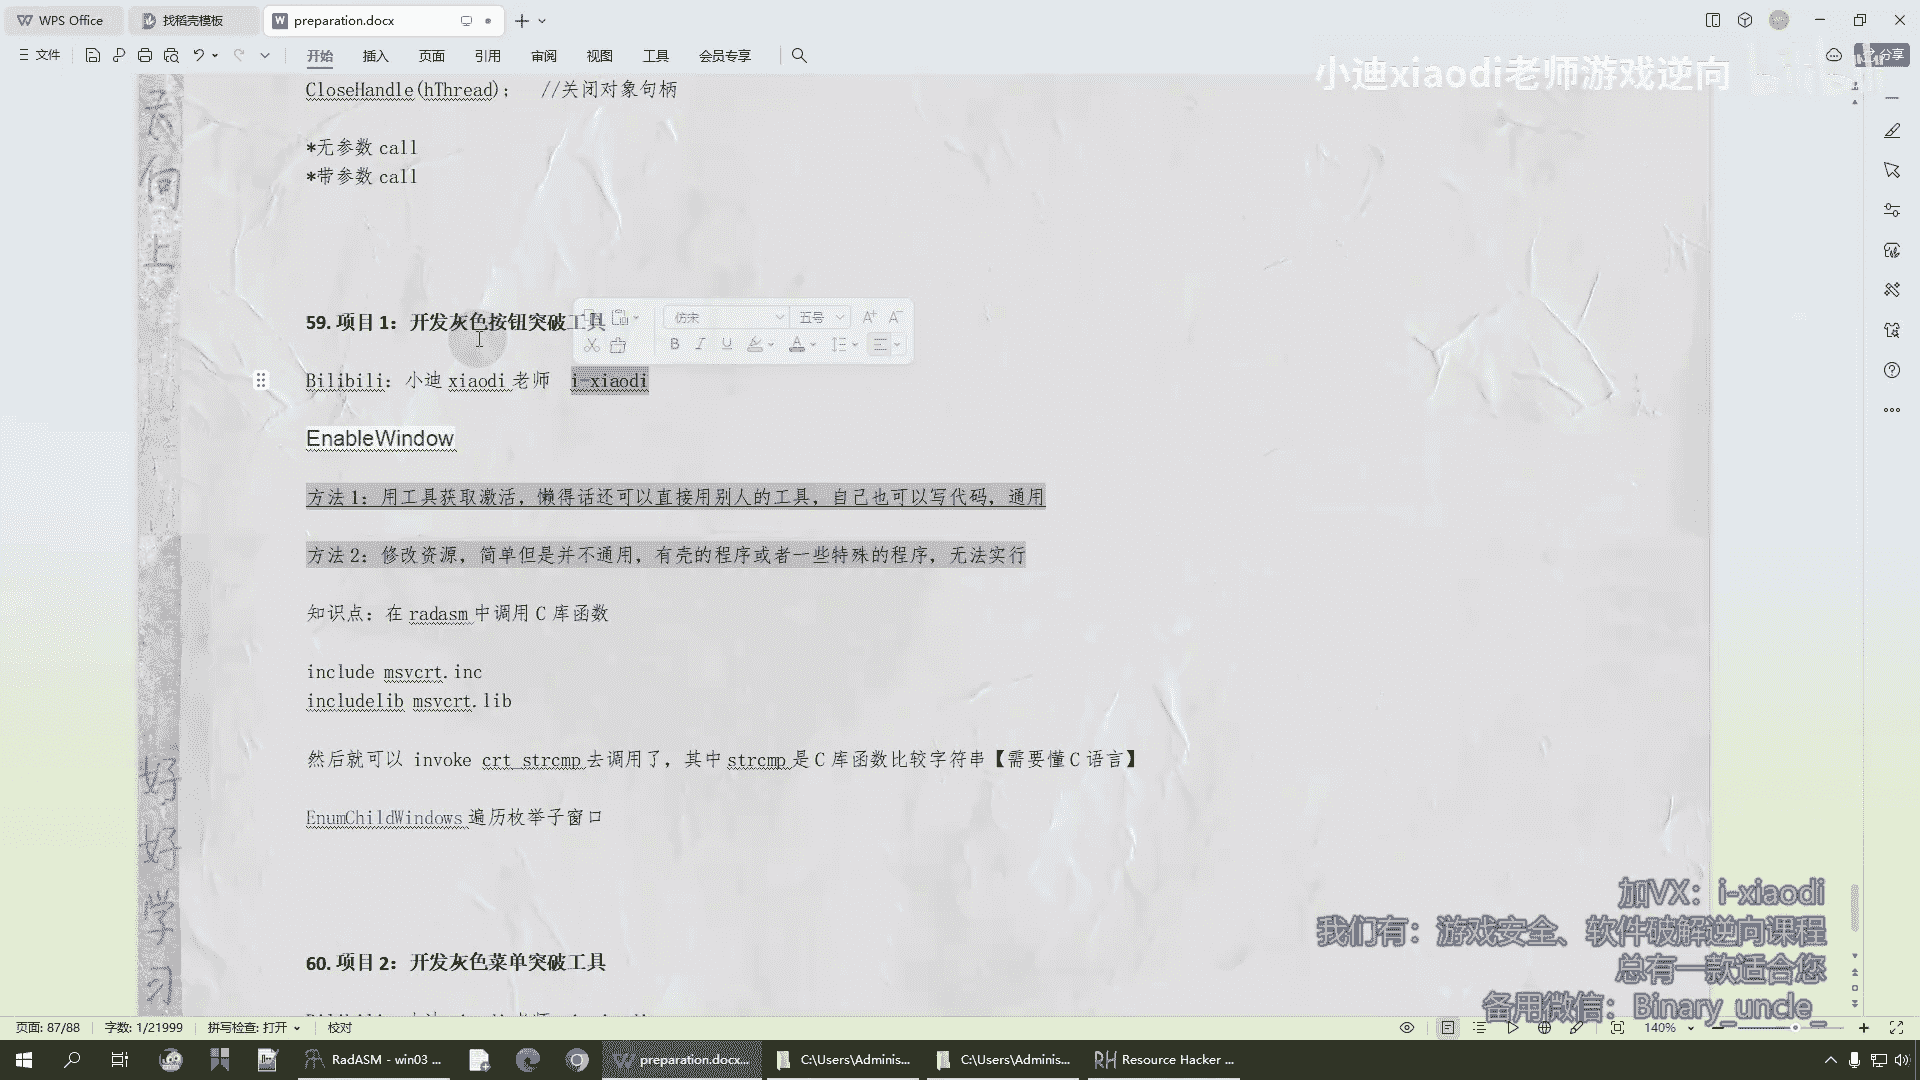 WPS Office
找稻壳模板
preparation.docx
文件
开始
插入
页面
引用
审阅
视图
工具
会员专享
分享
小迪xiaodi老师游戏逆向
CloseHandle(hThread); //关闭对象句柄
*无参数 call
*带参数 call
59. 项目 1：开发灰色按钮突破工具
仿宋
五号
A+ A-
B I U
A
Bilibili：小迪 xiaodi 老师 i-xiaodi
EnableWindow
方法 1：用工具获取激活，懒得话还可以直接用别人的工具，自己也可以写代码，通用
方法 2：修改资源，简单但是并不通用，有壳的程序或者一些特殊的程序，无法实行
知识点：在 radasm 中调用 C 库函数
include msvcrt.inc
includelib msvcrt.lib
然后就可以 invoke crt_strcmp 去调用了，其中 strcmp 是 C 库函数比较字符串【需要懂 C 语言】
EnumChildWindows 遍历枚举子窗口
60. 项目 2：开发灰色菜单突破工具
向
上
好
好
学
习
加VX：i-xiaodi
我们有：游戏安全、软件破解逆向课程
总有一款适合您
备用微信：Binary_uncle_
页面: 87/88
字数: 1/21999
拼写检查: 打开
校对
140%
RadASM - win03 ...
preparation.docx...
C:\Users\Adminis...
C:\Users\Adminis...
Resource Hacker ...